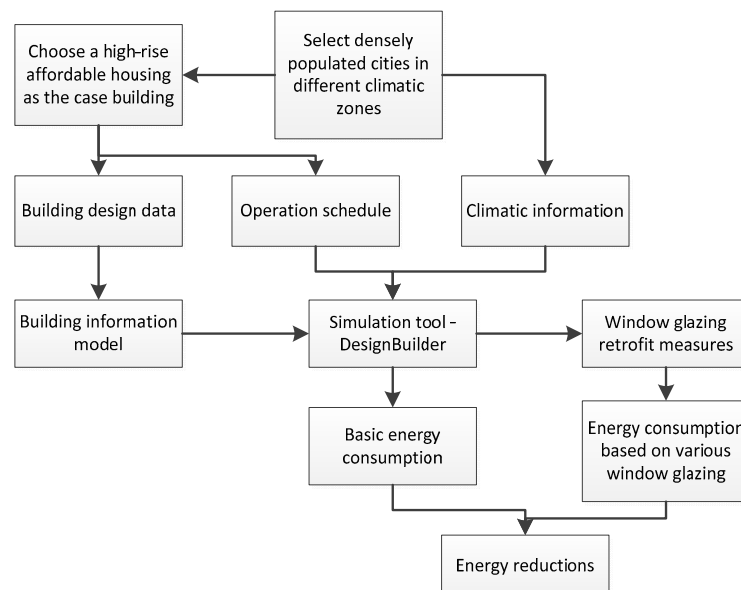 Choose a high-rise
affordable housing
as the case building
Select densely
populated cities in
different climatic
zones
Building design data
Operation schedule
Climatic information
Building information
model
Simulation tool -
DesignBuilder
Window glazing
retrofit measures
Basic energy
consumption
Energy consumption
based on various
window glazing
Energy reductions